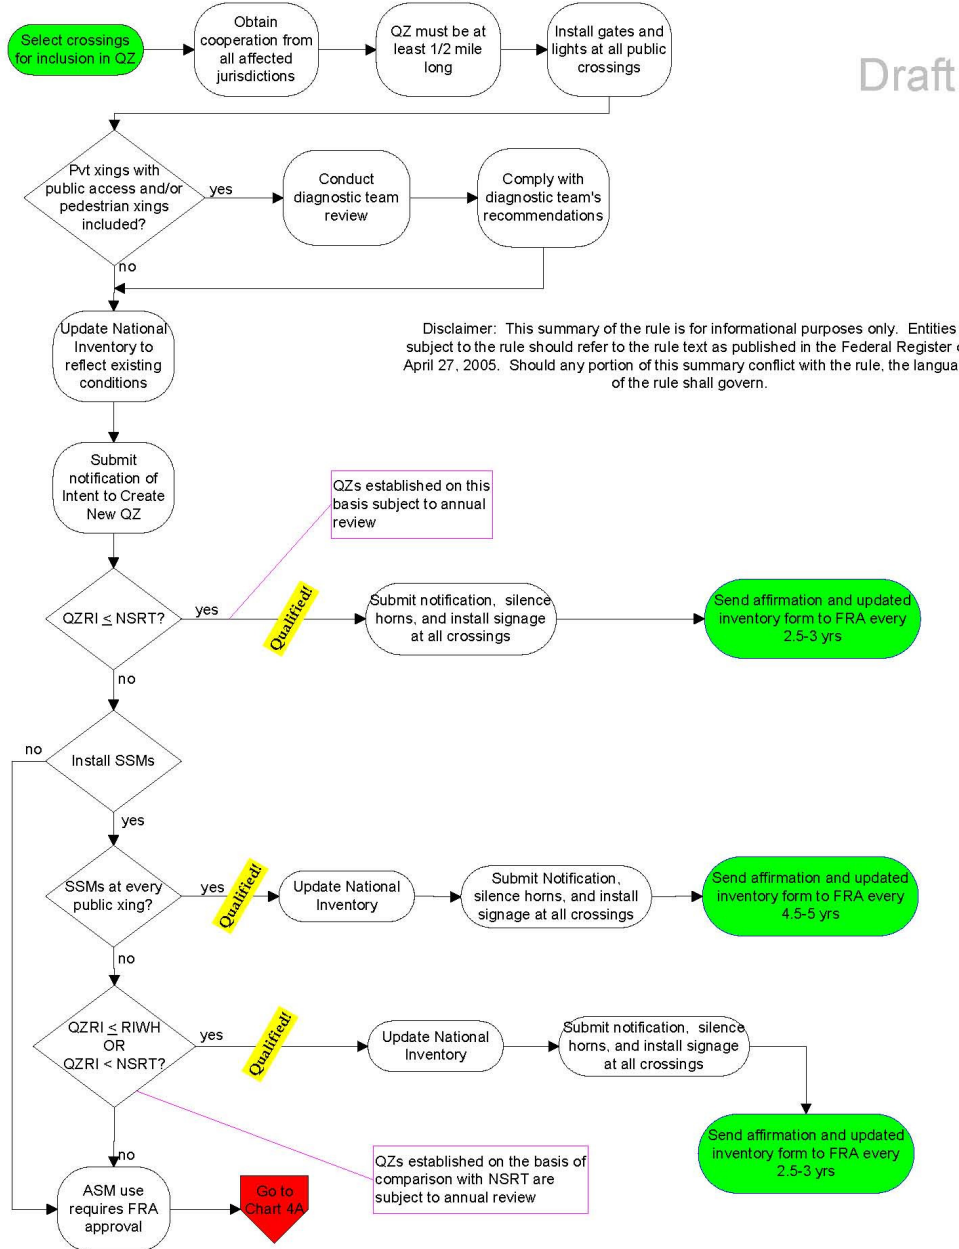 Select crossings
for inclusion in QZ
Obtain
cooperation from
all affected
jurisdictions
QZ must be at
least 1/2 mile
long
Install gates and
lights at all public
crossings
Draft
Pvt xings with
public access and/or
pedestrian xings
included?
yes
Conduct
diagnostic team
review
Comply with
diagnostic team's
recommendations
no
Update National
Inventory to
reflect existing
conditions
Disclaimer: This summary of the rule is for informational purposes only. Entities
subject to the rule should refer to the rule text as published in the Federal Register
April 27, 2005. Should any portion of this summary conflict with the rule, the
of the rule shall govern.
Submit
notification of
Intent to Create
New QZ
QZs established on this
basis subject to annual
review
QZRI ≤ NSRT?
yes
Qualified!
Submit notification, silence
horns, and install signage
at all crossings
Send affirmation and updated
inventory form to FRA every
2.5-3 yrs
no
Install SSMs
no
yes
SSMs at every
public xing?
yes
Qualified!
Update National
Inventory
Submit Notification,
silence horns, and install
signage at all crossings
Send affirmation and updated
inventory form to FRA every
4.5-5 yrs
no
QZRI ≤ RIWH
OR
QZRI < NSRT?
yes
Qualified!
Update National
Inventory
Submit notification, silence
horns, and install signage
at all crossings
Send affirmation and updated
inventory form to FRA every
2.5-3 yrs
no
QZs established on the basis of
comparison with NSRT are
subject to annual review
ASM use
requires FRA
approval
Go to
Chart 4A